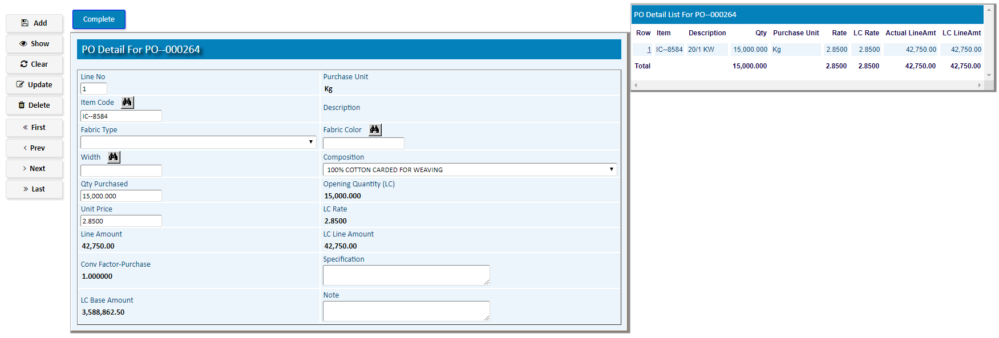 Add
Show
Clear
Update
Delete
« First
‹ Prev
› Next
» Last
Complete
PO Detail For PO--000264
Line No
1
Purchase Unit
Kg
Item Code
IC--8584
Description
Fabric Type
Fabric Color
Width
Composition
100% COTTON CARDED FOR WEAVING
Qty Purchased
15,000.000
Opening Quantity (LC)
15,000.000
Unit Price
2.8500
LC Rate
2.8500
Line Amount
42,750.00
LC Line Amount
42,750.00
Conv Factor-Purchase
1.000000
Specification
LC Base Amount
3,588,862.50
Note
PO Detail List For PO--000264
Row Item Description Qty Purchase Unit Rate LC Rate Actual LineAmt LC LineAmt
1 IC--8584 20/1 KW 15,000.000 Kg 2.8500 2.8500 42,750.00 42,750.00
Total 15,000.000 2.8500 2.8500 42,750.00 42,750.00